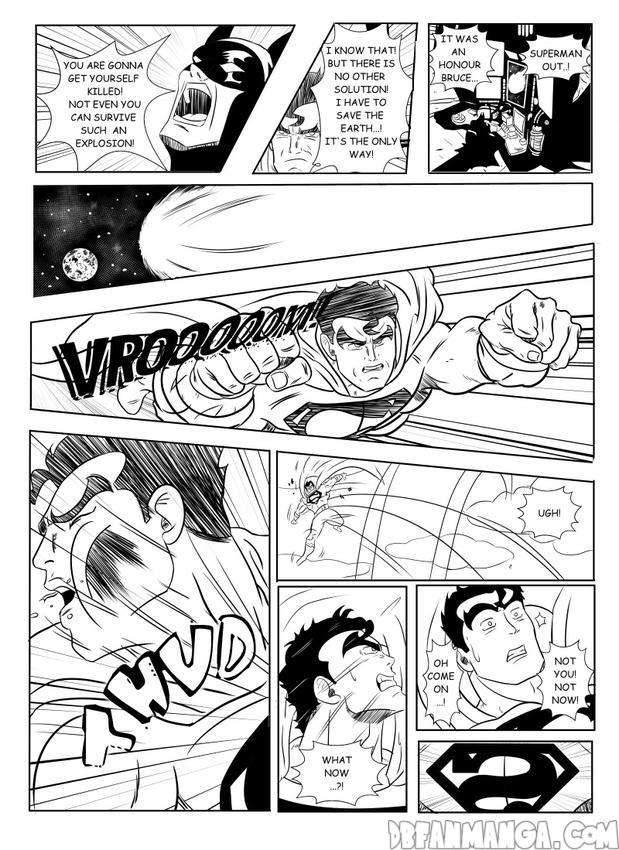 YOU ARE GONNA
GET YOURSELF
KILLED!
NOT EVEN YOU
CAN SURVIVE
SUCH AN
EXPLOSION!
I KNOW THAT!
BUT THERE IS
NO OTHER
SOLUTION!
I HAVE TO
SAVE THE
EARTH...!
IT'S THE ONLY
WAY!
IT WAS
AN
HONOUR
BRUCE...
SUPERMAN
OUT..!
VROOOOOOM!!
THWUD
UGH!
WHAT
NOW
...?!
OH
COME
ON
...!
NOT
YOU!
NOT
NOW!
S
DBFANMANGA.COM